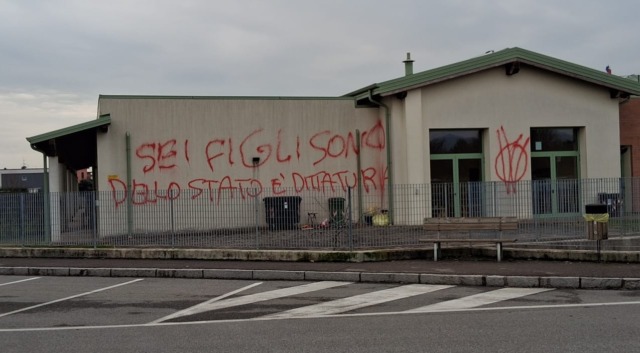 SEI FIGLI SONO
DELLO STATO E' DITTATURA